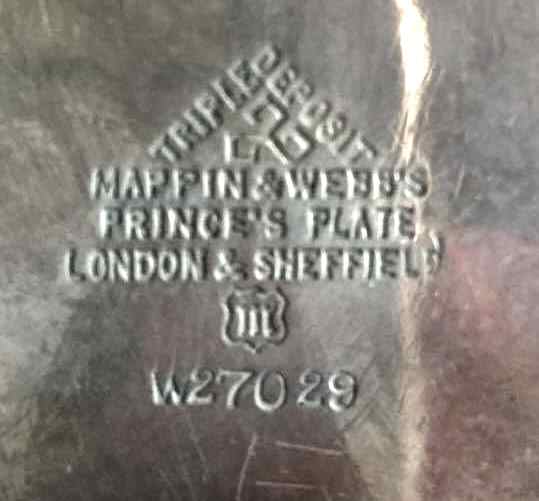 TRIPLE DEPOSIT
MAPPIN & WEBB'S
PRINCE'S PLATE
LONDON & SHEFFIELD
W27029